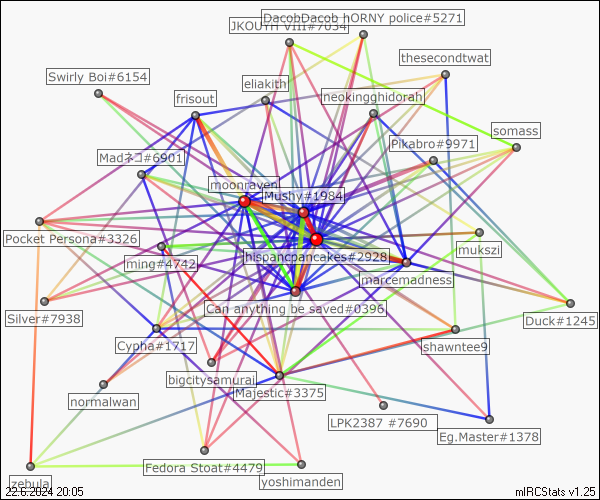 DacobDacob hORNY police#5271
JKOUTH VIII#7034
thesecondtwat
Swirly Boi#6154
eliakith
frisout
neokingghidorah
somass
Pikabro#9971
Madネコ#6901
moonraven
Mushy#1984
Pocket Persona#3326
hispancpancakes#2928
mukszi
ming#4742
marcemadness
Silver#7938
Can anything be saved#0396
Duck#1245
Cypha#1717
shawntee9
bigcitysamurai
Majestic#3375
normalwan
LPK2387 #7690
Eg.Master#1378
Fedora Stoat#4479
yoshimanden
zebula
22.6.2024 20:05
mIRCStats v1.25